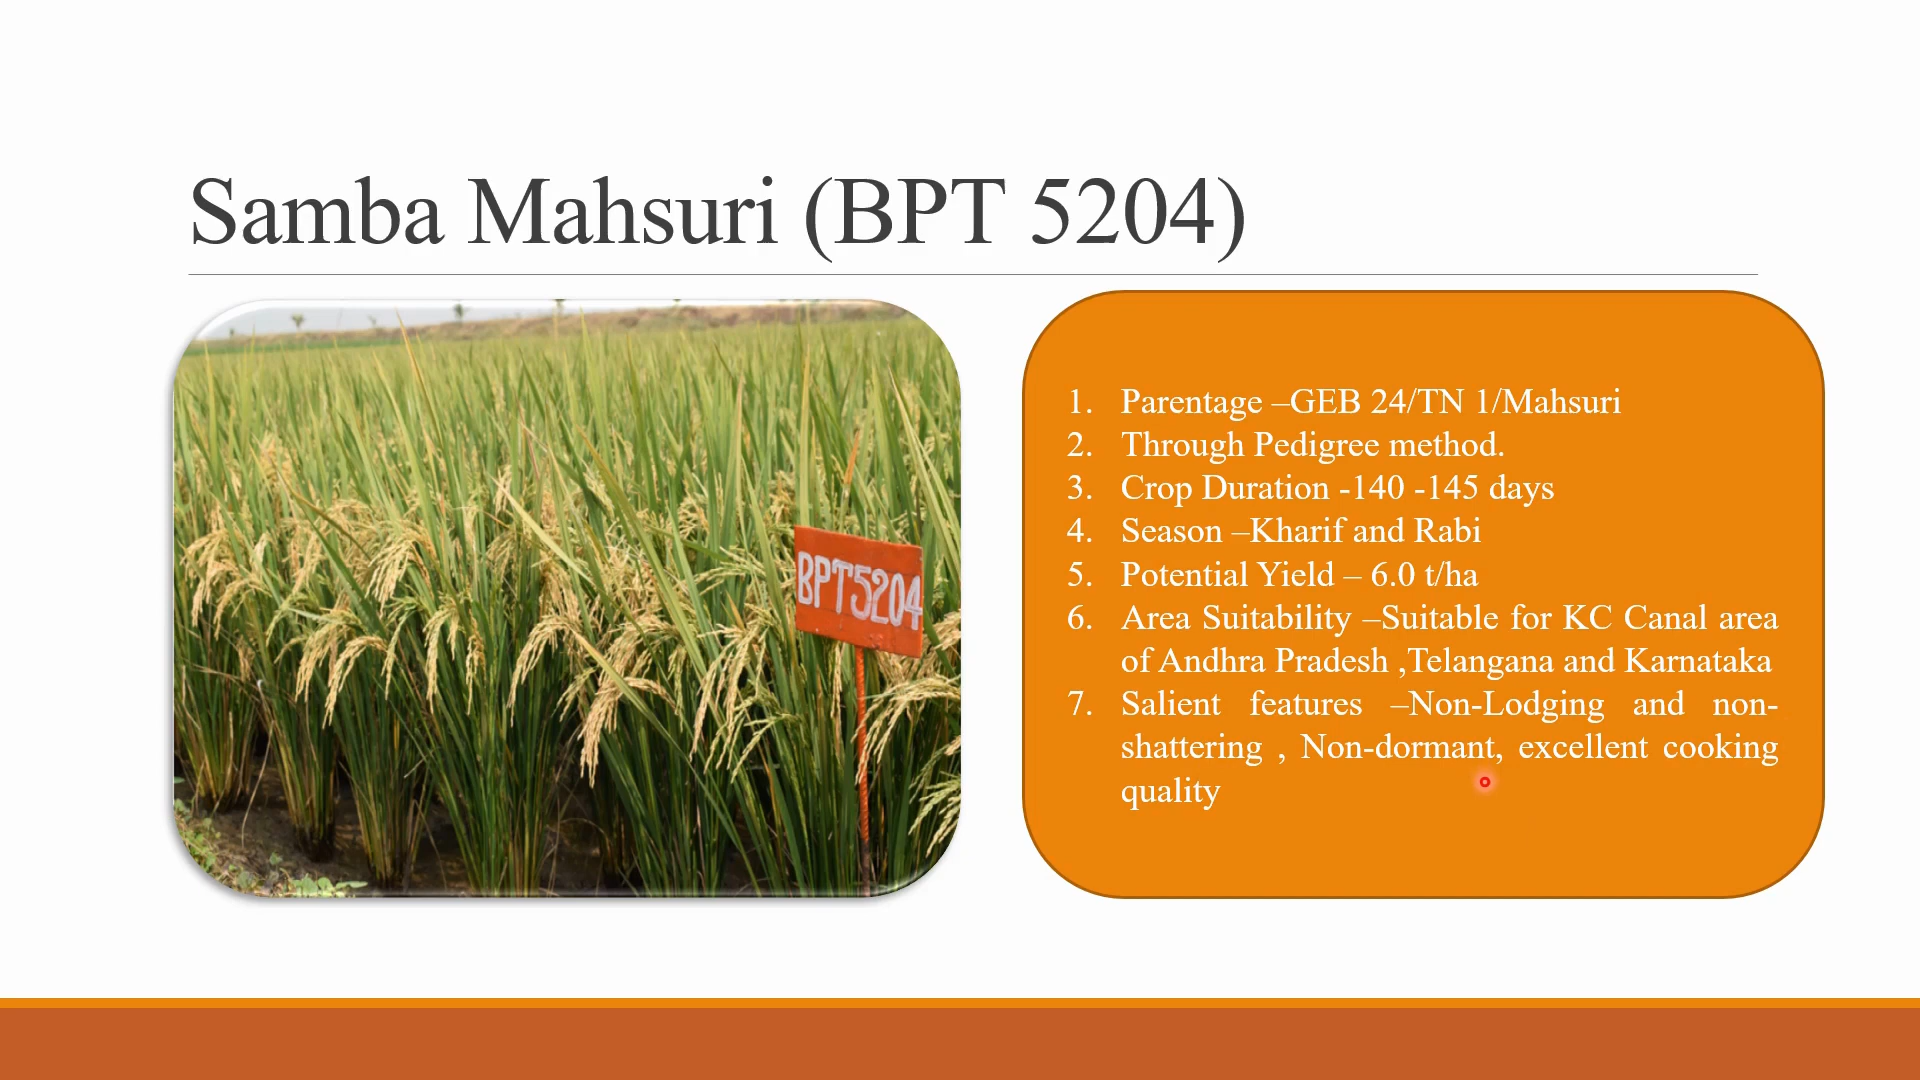 Samba Mahsuri (BPT 5204)
BPT5204
1. Parentage –GEB 24/TN 1/Mahsuri
2. Through Pedigree method.
3. Crop Duration -140 -145 days
4. Season –Kharif and Rabi
5. Potential Yield – 6.0 t/ha
6. Area Suitability –Suitable for KC Canal area
of Andhra Pradesh ,Telangana and Karnataka
7. Salient features –Non-Lodging and non-
shattering , Non-dormant, excellent cooking
quality